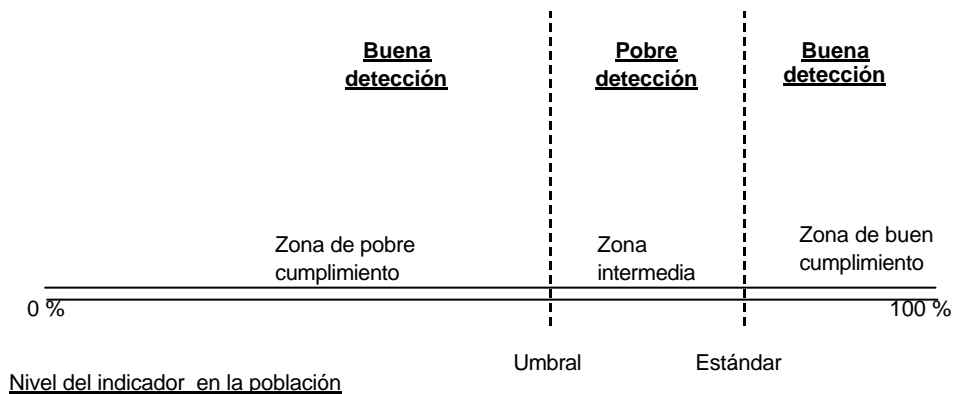 Buena
detección
Pobre
detección
Buena
detección
Zona de pobre
cumplimiento
Zona
intermedia
Zona de buen
cumplimiento
0 %
100 %
Umbral
Estándar
Nivel del indicador en la población